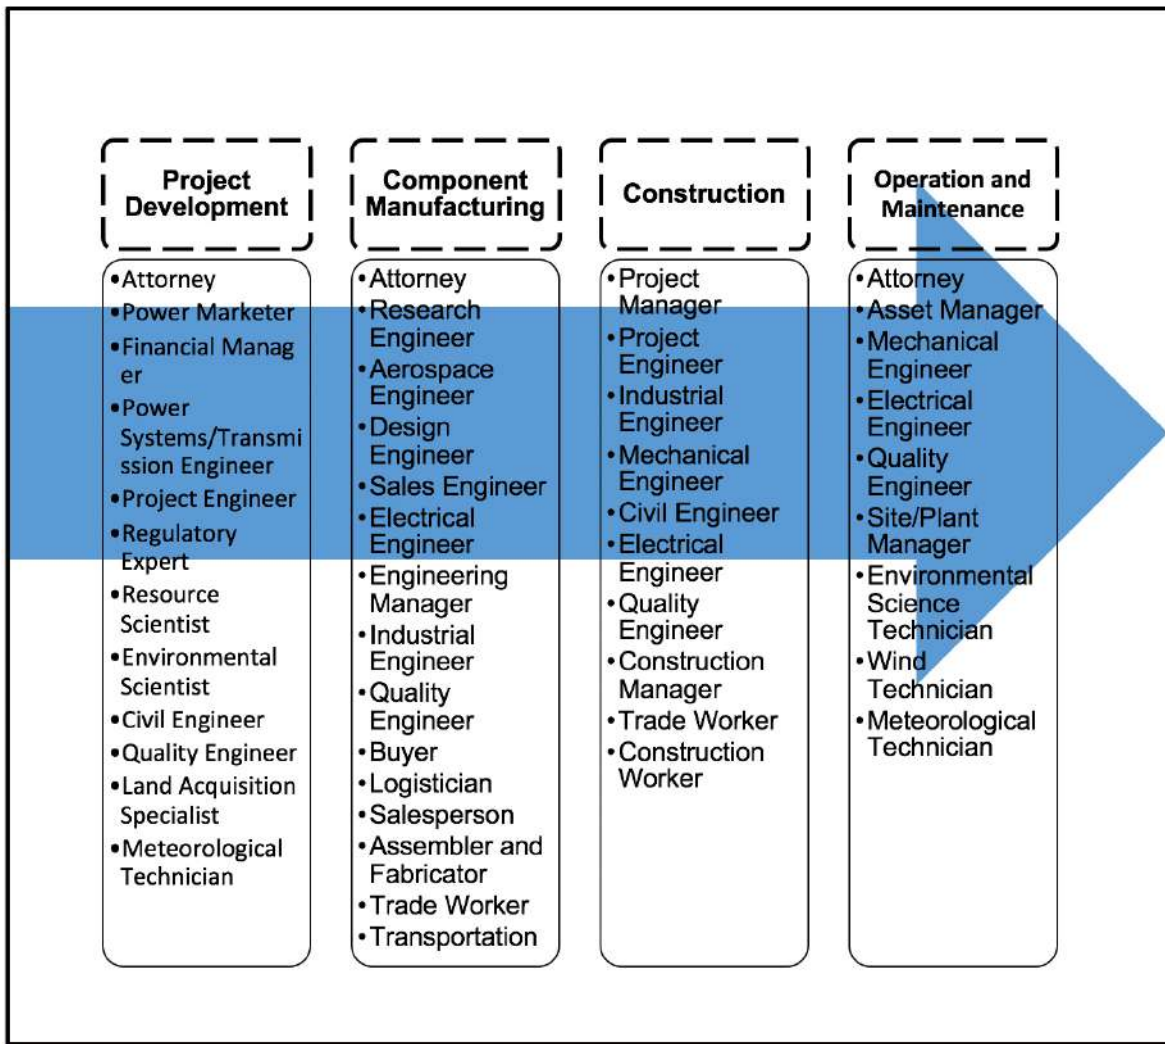 Project
Development
•Attorney
•Power Marketer
•Financial Manag
er
•Power
Systems/Transmi
ssion Engineer
•Project Engineer
•Regulatory
Expert
•Resource
Scientist
•Environmental
Scientist
•Civil Engineer
•Quality Engineer
•Land Acquisition
Specialist
•Meteorological
Technician
Component
Manufacturing
•Attorney
•Research
Engineer
•Aerospace
Engineer
•Design
Engineer
•Sales Engineer
•Electrical
Engineer
•Engineering
Manager
•Industrial
Engineer
•Quality
Engineer
•Buyer
•Logistician
•Salesperson
•Assembler and
Fabricator
•Trade Worker
•Transportation
Construction
•Project
Manager
•Project
Engineer
•Industrial
Engineer
•Mechanical
Engineer
•Civil Engineer
•Electrical
Engineer
•Quality
Engineer
•Construction
Manager
•Trade Worker
•Construction
Worker
Operation and
Maintenance
•Attorney
•Asset Manager
•Mechanical
Engineer
•Electrical
Engineer
•Quality
Engineer
•Site/Plant
Manager
•Environmental
Science
Technician
•Wind
Technician
•Meteorological
Technician